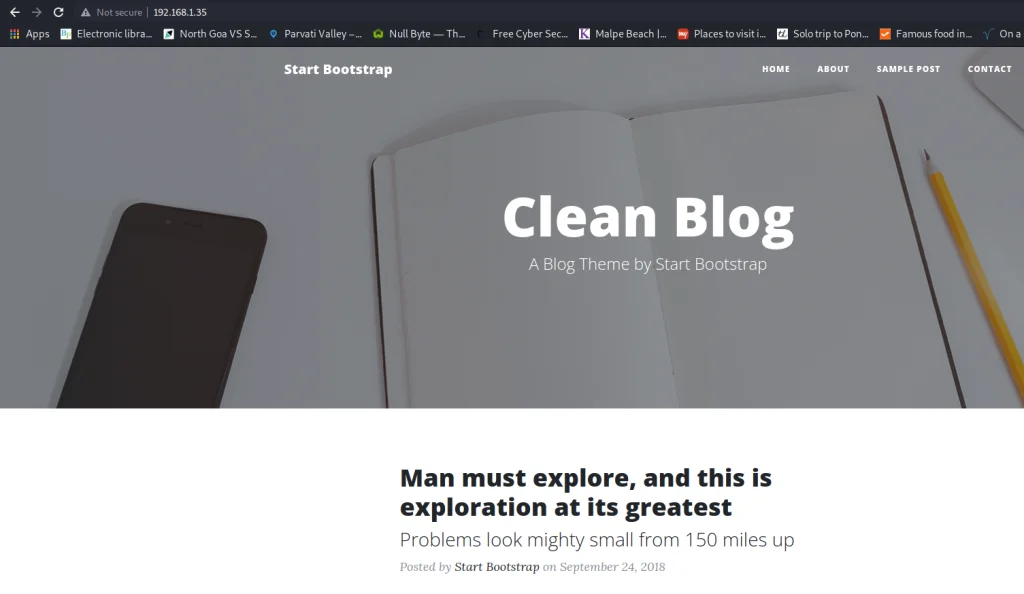 Not secure | 192.168.1.35
Apps Electronic libra... North Goa VS S... Parvati Valley –... Null Byte — Th... Free Cyber Sec... Malpe Beach |... Places to visit i... Solo trip to Pon... Famous food in... On a
Start Bootstrap HOME ABOUT SAMPLE POST CONTACT
Clean Blog
A Blog Theme by Start Bootstrap
Man must explore, and this is
exploration at its greatest
Problems look mighty small from 150 miles up
Posted by Start Bootstrap on September 24, 2018